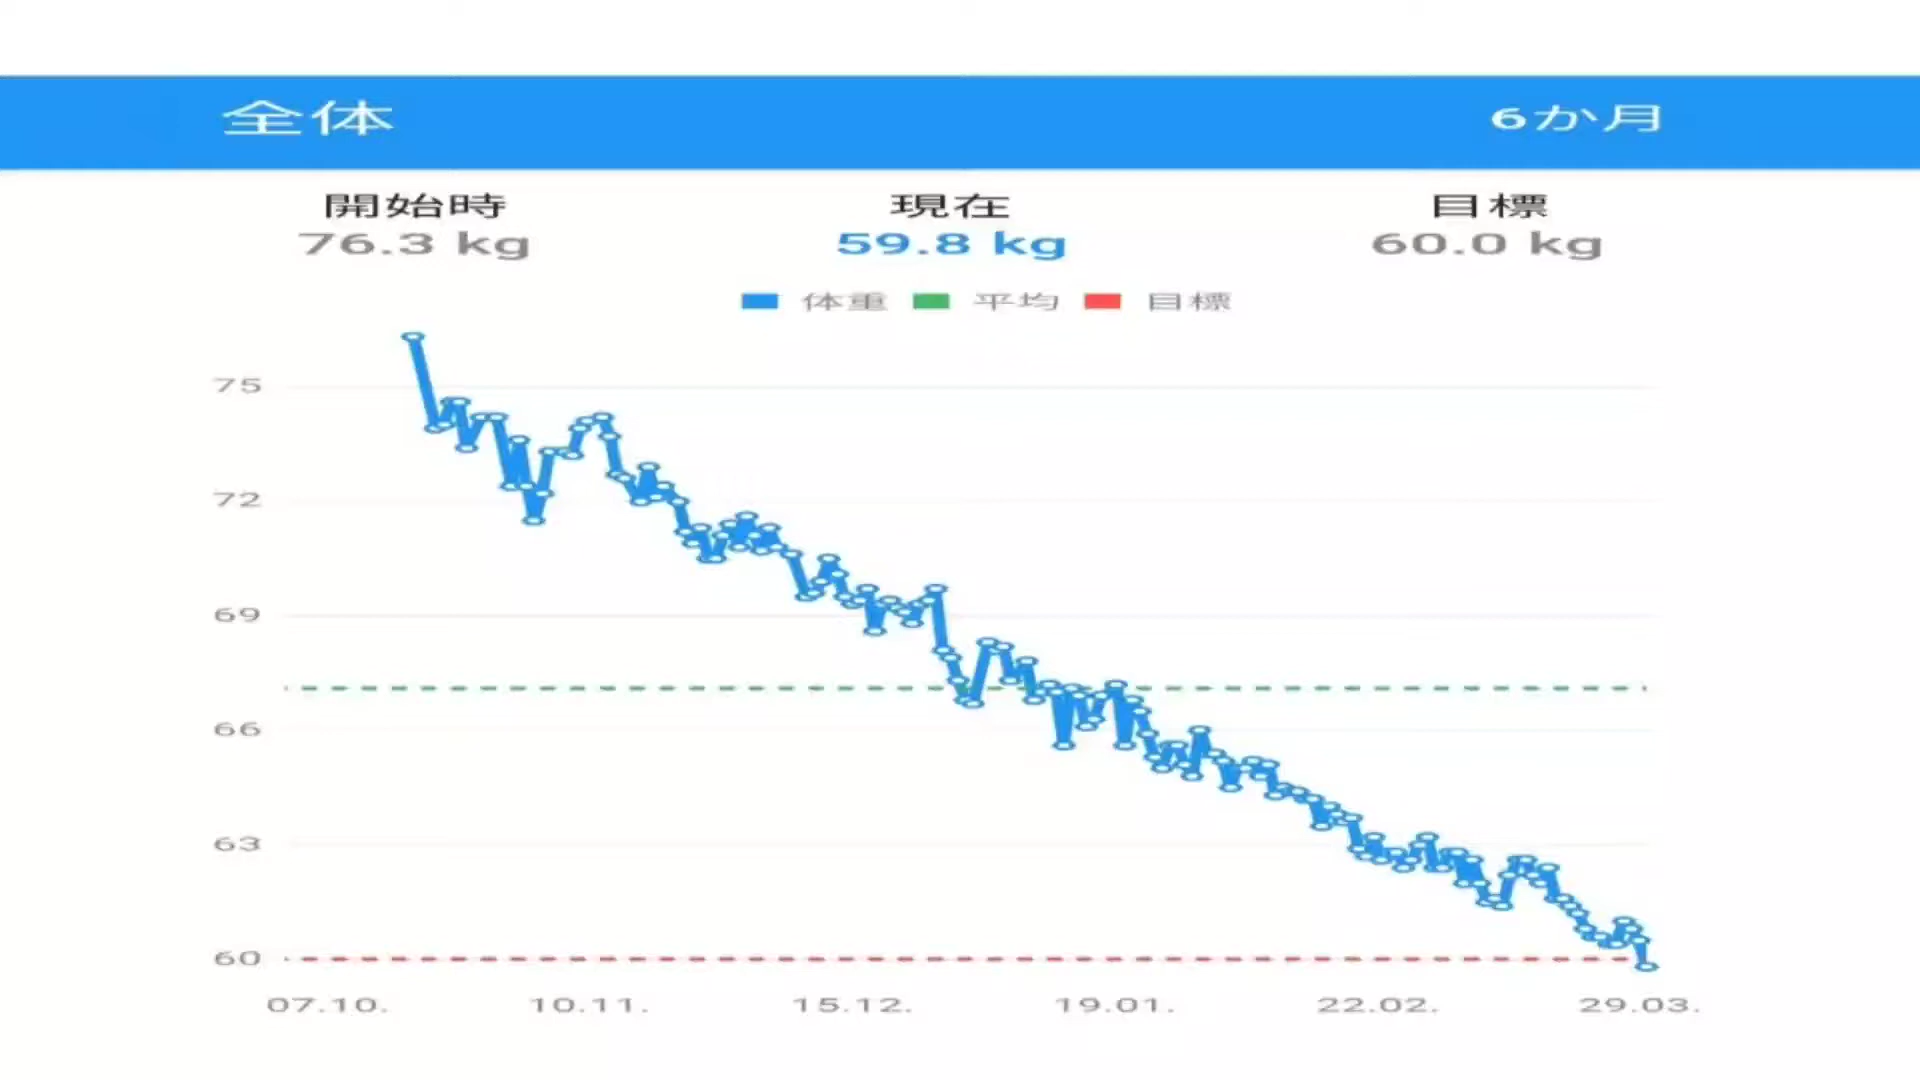 全体 6か月
開始時 現在 目標
76.3 kg 59.8 kg 60.0 kg
体重 平均 目標
75
72
69
66
63
60
07.10. 10.11. 15.12. 19.01. 22.02. 29.03.